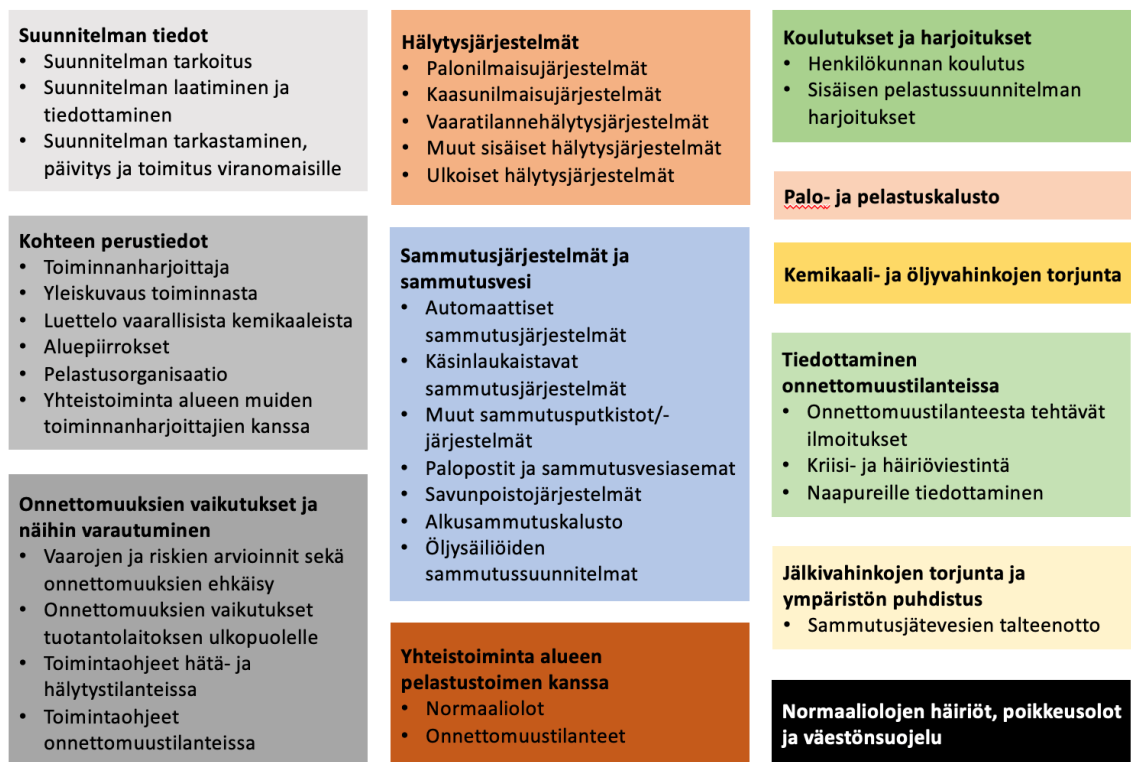 Suunnitelman tiedot
• Suunnitelman tarkoitus
• Suunnitelman laatiminen ja
tiedottaminen
• Suunnitelman tarkastaminen,
päivitys ja toimitus viranomaisille
Kohteen perustiedot
• Toiminnanharjoittaja
• Yleiskuvaus toiminnasta
• Luettelo vaarallisista kemikaaleista
• Aluepiirrokset
• Pelastusorganisaatio
• Yhteistoiminta alueen muiden
toiminnanharjoittajien kanssa
Onnettomuuksien vaikutukset ja
näihin varautuminen
• Vaarojen ja riskien arvioinnit sekä
onnettomuuksien ehkäisy
• Onnettomuuksien vaikutukset
tuotantolaitoksen ulkopuolelle
• Toimintaohjeet hätä- ja
hälytystilanteissa
• Toimintaohjeet
onnettomuustilanteissa
Hälytysjärjestelmät
• Palonilmaisujärjestelmät
• Kaasunilmaisujärjestelmät
• Vaaratilannehälytysjärjestelmät
• Muut sisäiset hälytysjärjestelmät
• Ulkoiset hälytysjärjestelmät
Sammutusjärjestelmät ja
sammutusvesi
• Automaattiset
sammutusjärjestelmät
• Käsinlaukaistavat
sammutusjärjestelmät
• Muut sammutusputkistot/-
järjestelmät
• Palopostit ja sammutusvesiasemat
• Savunpoistojärjestelmät
• Alkusammutuskalusto
• Öljysäiliöiden
sammutussuunnitelmat
Yhteistoiminta alueen
pelastustoimen kanssa
• Normaaliolot
• Onnettomuustilanteet
Koulutukset ja harjoitukset
• Henkilökunnan koulutus
• Sisäisen pelastussuunnitelman
harjoitukset
Palo- ja pelastuskalusto
Kemikaali- ja öljyvahinkojen torjunta
Tiedottaminen
onnettomuustilanteissa
• Onnettomuustilanteesta tehtävät
ilmoitukset
• Kriisi- ja häiriöviestintä
• Naapureille tiedottaminen
Jälkivahinkojen torjunta ja
ympäristön puhdistus
• Sammutusjätevesien talteenotto
Normaaliolojen häiriöt, poikkeusolot
ja väestönsuojelu